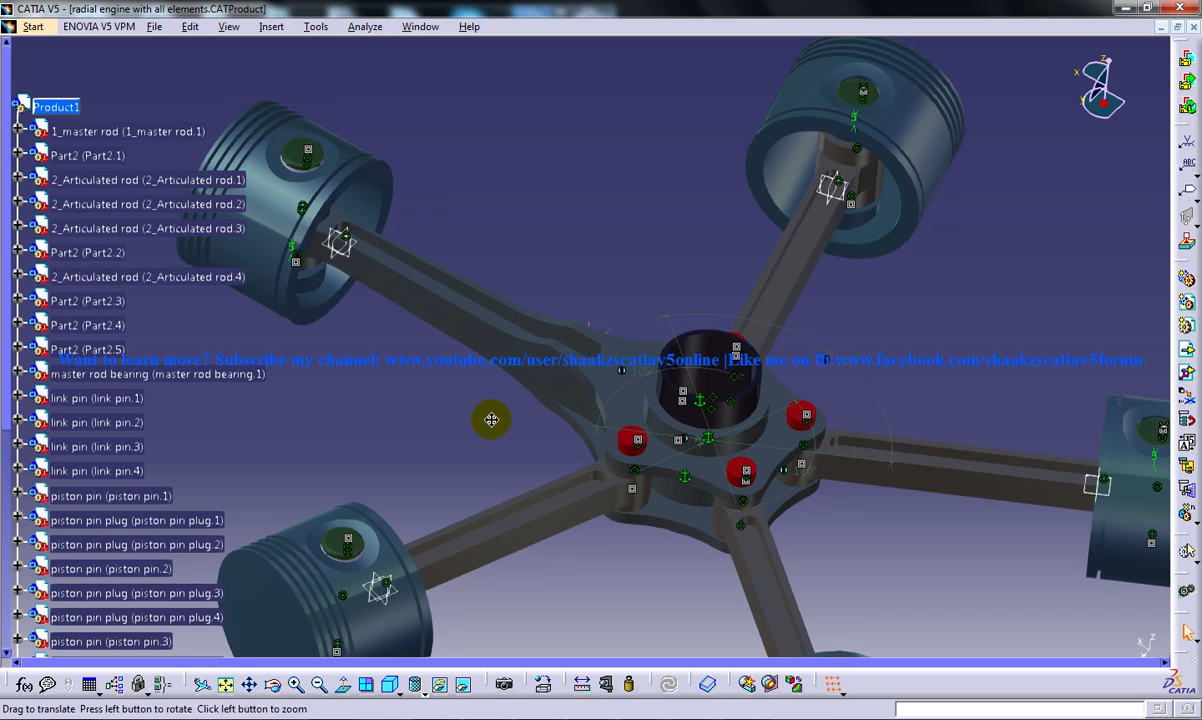 CATIA V5 - [radial engine with all elements.CATProduct]
Start ENOVIA V5 VPM File Edit Insert Tools Analyze Window Help
Product1
1_master rod (1_master rod.1)
Part2 (Part2.1)
2_Articulated rod (2_Articulated rod.1)
2_Articulated rod (2_Articulated rod.2)
2_Articulated rod (2_Articulated rod.3)
Part2 (Part2.2)
2_Articulated rod (2_Articulated rod.4)
Part2 (Part2.3)
Part2 (Part2.4)
Part2 (Part2.5)
Want to learn more? Subscribe my channel: www.youtube.com/user/shaakzscatiav5online |Like me on fb:www.facebook.com/shaakzscatiav5forum
master rod bearing (master rod bearing.1)
link pin (link pin.1)
link pin (link pin.2)
link pin (link pin.3)
link pin (link pin.4)
piston pin (piston pin.1)
piston pin plug (piston pin plug.1)
piston pin plug (piston pin plug.2)
piston pin (piston pin.2)
piston pin plug (piston pin plug.3)
piston pin plug (piston pin plug.4)
piston pin (piston pin.3)
Drag to translate Press left button to rotate Click left button to zoom